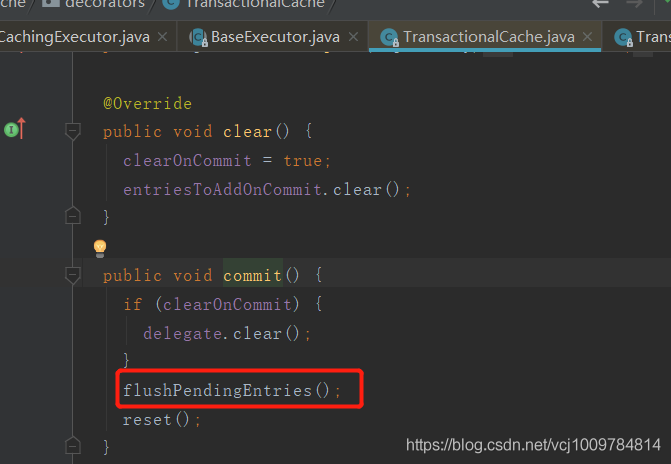 che decorators TransactionalCache
CachingExecutor.java BaseExecutor.java TransactionalCache.java Trans
@Override
public void clear() {
clearOnCommit = true;
entriesToAddOnCommit.clear();
}
public void commit() {
if (clearOnCommit) {
delegate.clear();
}
flushPendingEntries();
reset();
}
https://blog.csdn.net/vcj1009784814